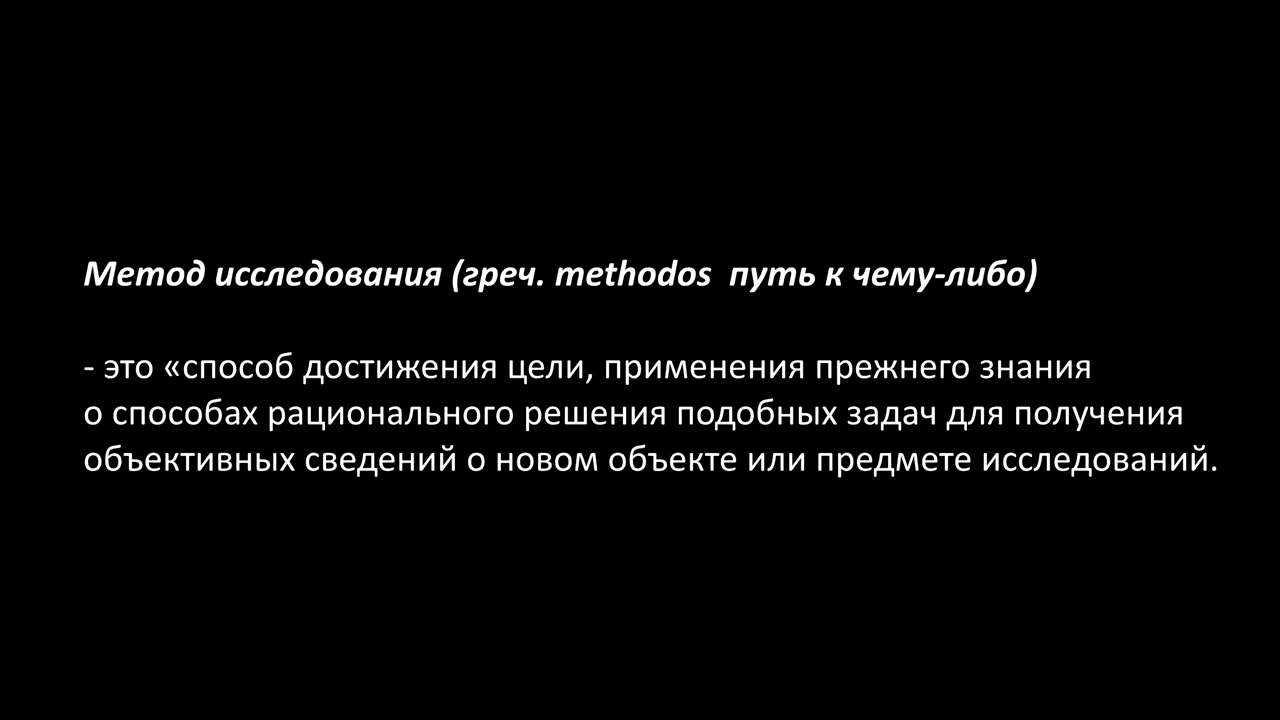 Метод исследования (греч. methodos  путь к чему-либо)
- это «способ достижения цели, применения прежнего знания
о способах рационального решения подобных задач для получения
объективных сведений о новом объекте или предмете исследований.